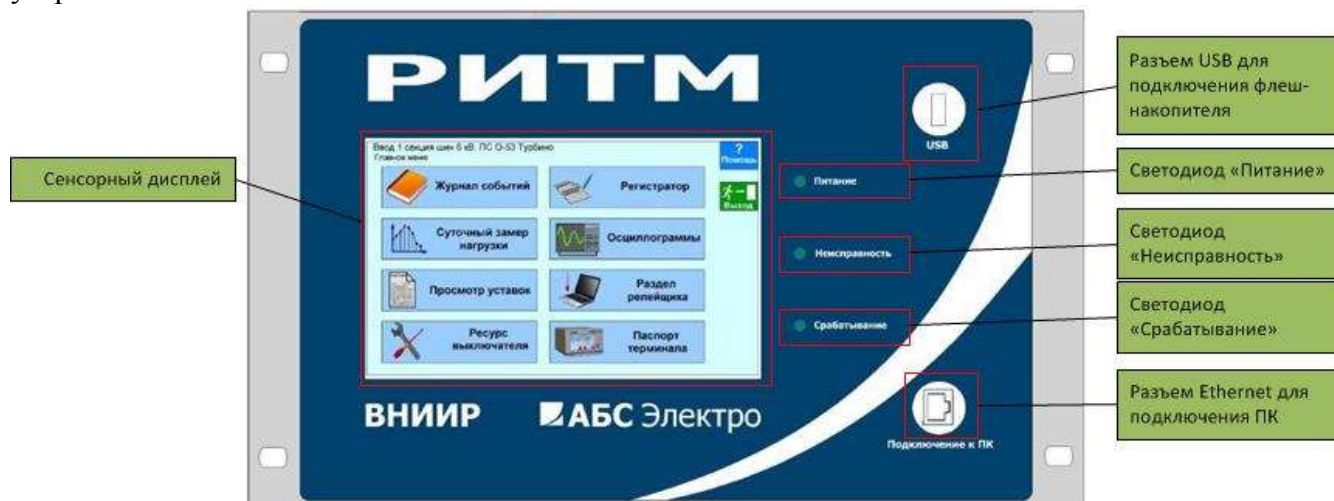 РИТМ
Сенсорный дисплей
Ввод 1 секция шин 6 кВ. ПС О-53 Турбино
Главное меню
?
Помощь
Выход
Журнал событий
Регистратор
Суточный замер
нагрузки
Осциллограммы
Просмотр уставок
Раздел
релейщика
Ресурс
выключателя
Паспорт
терминала
USB
Питание
Неисправность
Срабатывание
Подключение к ПК
ВНИИР
АБС Электро
Разъем USB для
подключения флеш-
накопителя
Светодиод «Питание»
Светодиод
«Неисправность»
Светодиод
«Срабатывание»
Разъем Ethernet для
подключения ПК